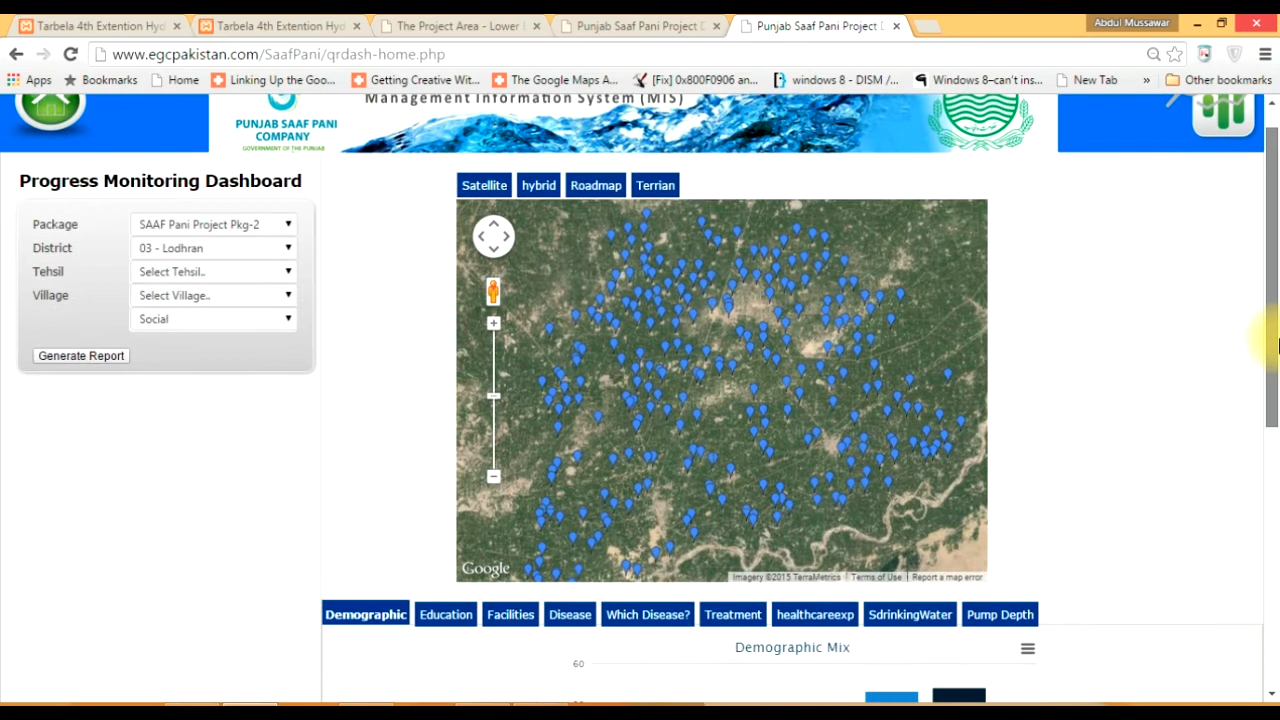 Tarbela 4th Extention Hyd
Tarbela 4th Extention Hyd
The Project Area - Lower
Punjab Saaf Pani Project D
Punjab Saaf Pani Project D
Abdul Mussawar
www.egcpakistan.com/SaafPani/qrdash-home.php
Apps
Bookmarks
Home
Linking Up the Goo...
Getting Creative Wit...
The Google Maps A...
[Fix] 0x800F0906 an...
windows 8 - DISM /...
Windows 8–can't ins...
New Tab
»
Other bookmarks
Management Information System (MIS)
PUNJAB SAAF PANI
COMPANY
GOVERNMENT OF THE PUNJAB
Progress Monitoring Dashboard
Package
SAAF Pani Project Pkg-2
District
03 - Lodhran
Tehsil
Select Tehsil..
Village
Select Village..
Social
Generate Report
Satellite
hybrid
Roadmap
Terrian
Google
Imagery ©2015 TerraMetrics
Terms of Use
Report a map error
Demographic
Education
Facilities
Disease
Which Disease?
Treatment
healthcareexp
SdrinkingWater
Pump Depth
Demographic Mix
60